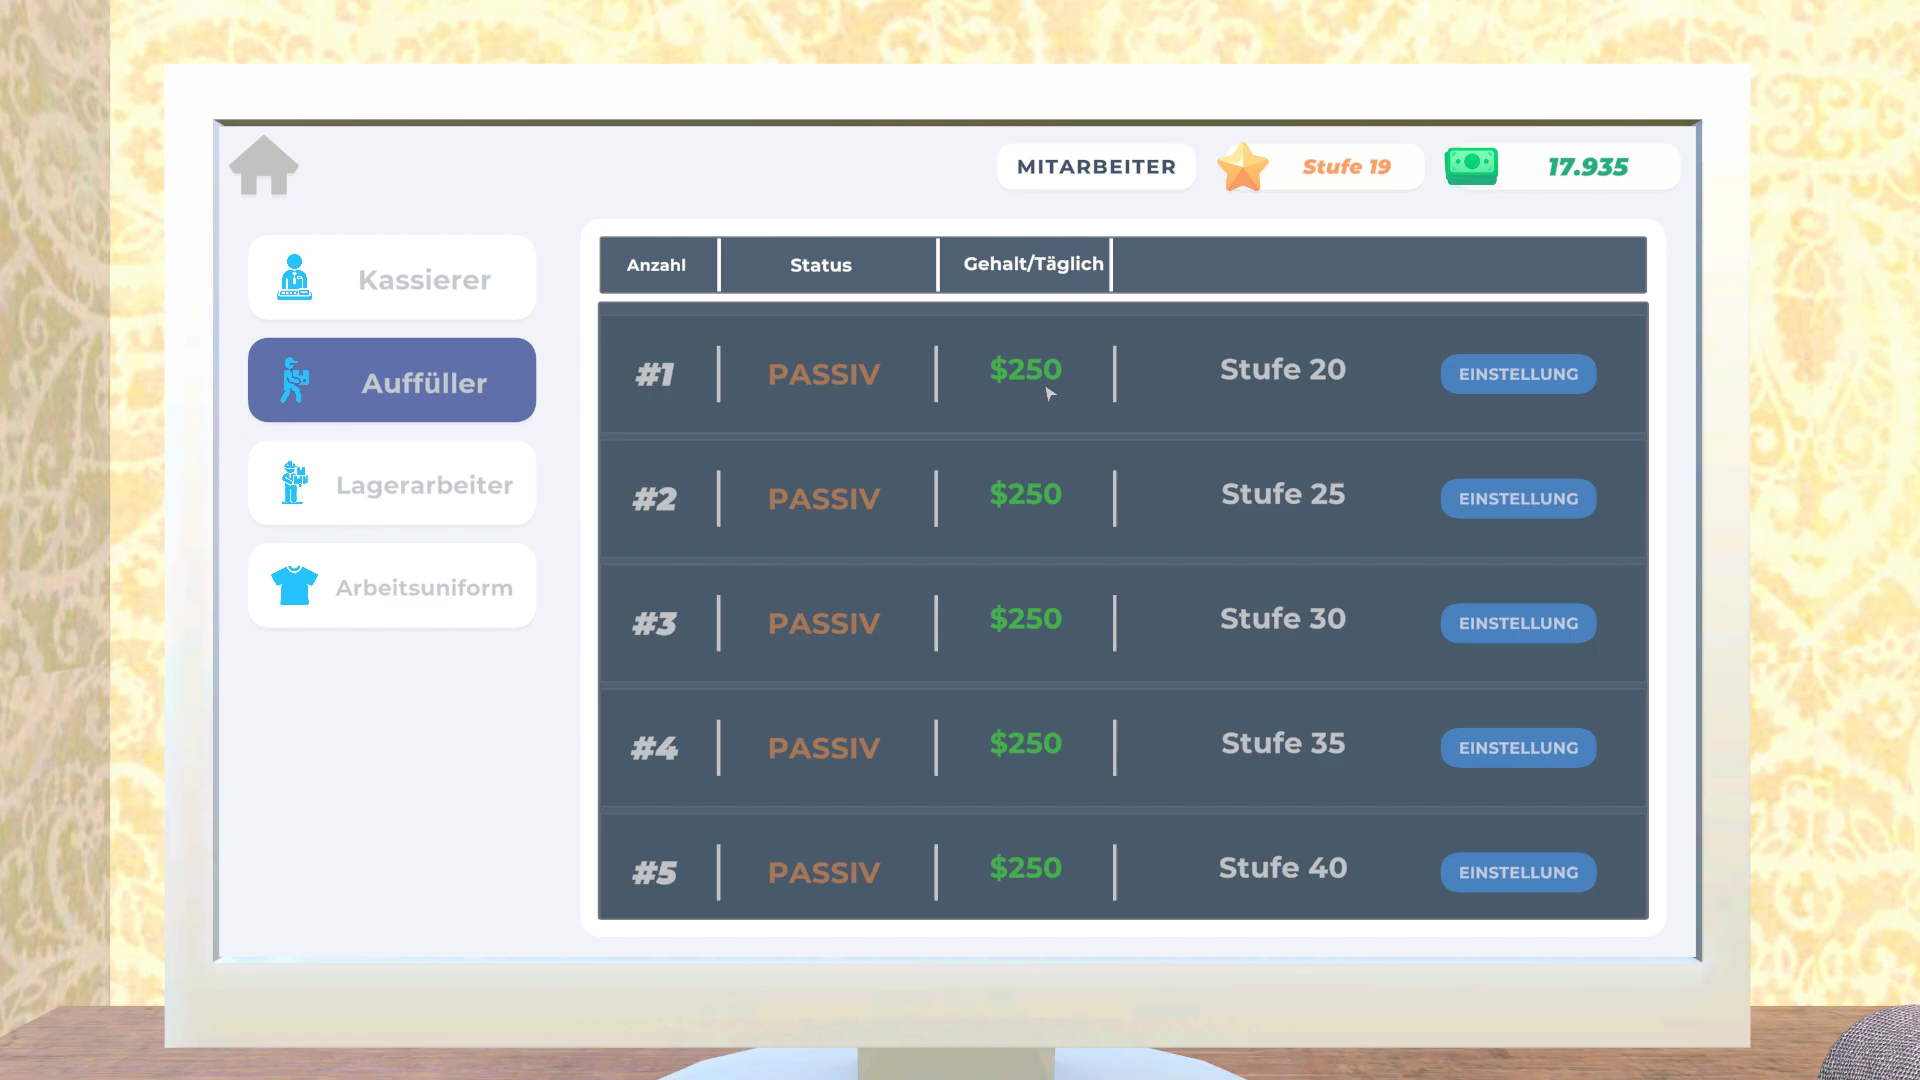 MITARBEITER
Stufe 19
17.935
Kassierer
Auffüller
Lagerarbeiter
Arbeitsuniform
Anzahl Status Gehalt/Täglich
#1 PASSIV $250 Stufe 20 EINSTELLUNG
#2 PASSIV $250 Stufe 25 EINSTELLUNG
#3 PASSIV $250 Stufe 30 EINSTELLUNG
#4 PASSIV $250 Stufe 35 EINSTELLUNG
#5 PASSIV $250 Stufe 40 EINSTELLUNG